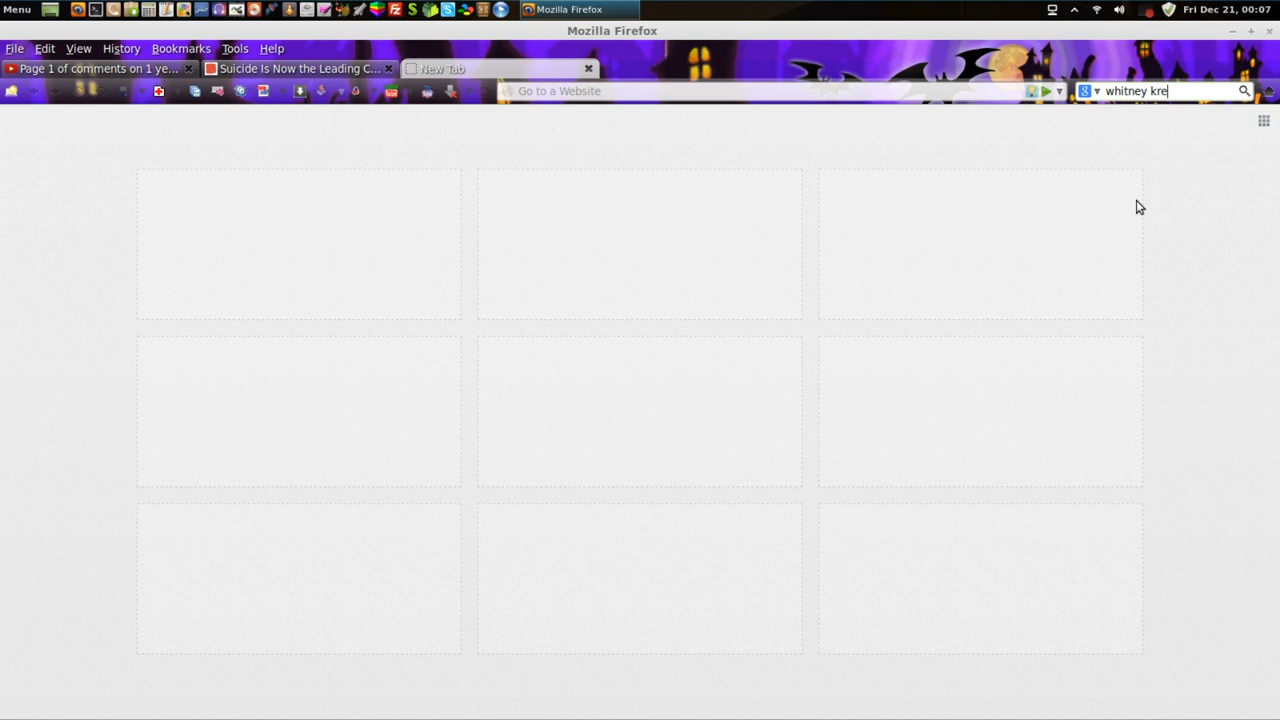 Menu
Mozilla Firefox
Fri Dec 21, 00:07
Mozilla Firefox
File Edit View History Bookmarks Tools Help
Page 1 of comments on 1 ye...
Suicide Is Now the Leading C...
New Tab
Go to a Website
whitney kre